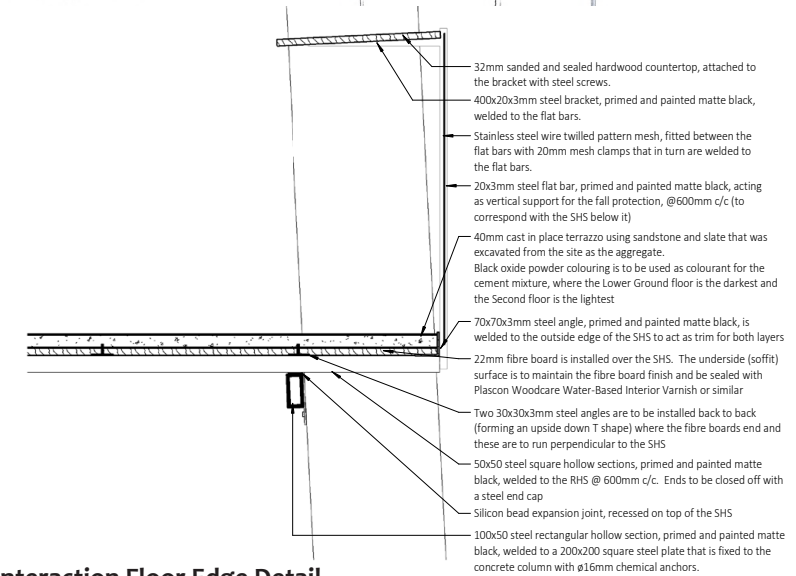 32mm sanded and sealed hardwood countertop, attached to
the bracket with steel screws.
400x20x3mm steel bracket, primed and painted matte black,
welded to the flat bars.
Stainless steel wire twilled pattern mesh, fitted between the
flat bars with 20mm mesh clamps that in turn are welded to
the flat bars.
20x3mm steel flat bar, primed and painted matte black, acting
as vertical support for the fall protection, @600mm c/c (to
correspond with the SHS below it)
40mm cast in place terrazzo using sandstone and slate that was
excavated from the site as the aggregate.
Black oxide powder colouring is to be used as colourant for the
cement mixture, where the Lower Ground floor is the darkest and
the Second floor is the lightest
70x70x3mm steel angle, primed and painted matte black, is
welded to the outside edge of the SHS to act as trim for both layers
22mm fibre board is installed over the SHS. The underside (soffit)
surface is to maintain the fibre board finish and be sealed with
Plascon Woodcare Water-Based Interior Varnish or similar
Two 30x30x3mm steel angles are to be installed back to back
(forming an upside down T shape) where the fibre boards end and
these are to run perpendicular to the SHS
50x50 steel square hollow sections, primed and painted matte
black, welded to the RHS @ 600mm c/c. Ends to be closed off with
a steel end cap
Silicon bead expansion joint, recessed on top of the SHS
100x50 steel rectangular hollow section, primed and painted matte
black, welded to a 200x200 square steel plate that is fixed to the
concrete column with ø16mm chemical anchors.
nteraction Floor Edge Detail